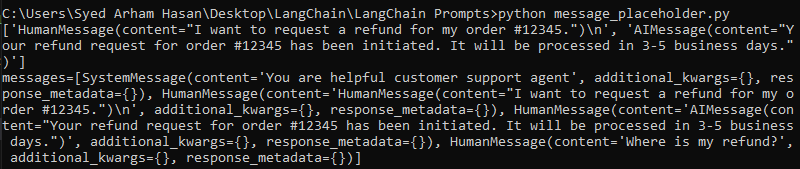 C:\Users\Syed Arham Hasan\Desktop\LangChain\LangChain Prompts>python message_placeholder.py
['HumanMessage(content="I want to request a refund for my order #12345.")\n', 'AIMessage(content="Y
our refund request for order #12345 has been initiated. It will be processed in 3-5 business days."
)']
messages=[SystemMessage(content='You are helpful customer support agent', additional_kwargs={}, res
ponse_metadata={}), HumanMessage(content='HumanMessage(content="I want to request a refund for my o
rder #12345.")\n', additional_kwargs={}, response_metadata={}), HumanMessage(content='AIMessage(con
tent="Your refund request for order #12345 has been initiated. It will be processed in 3-5 business
 days.")', additional_kwargs={}, response_metadata={}), HumanMessage(content='Where is my refund?',
 additional_kwargs={}, response_metadata={})]